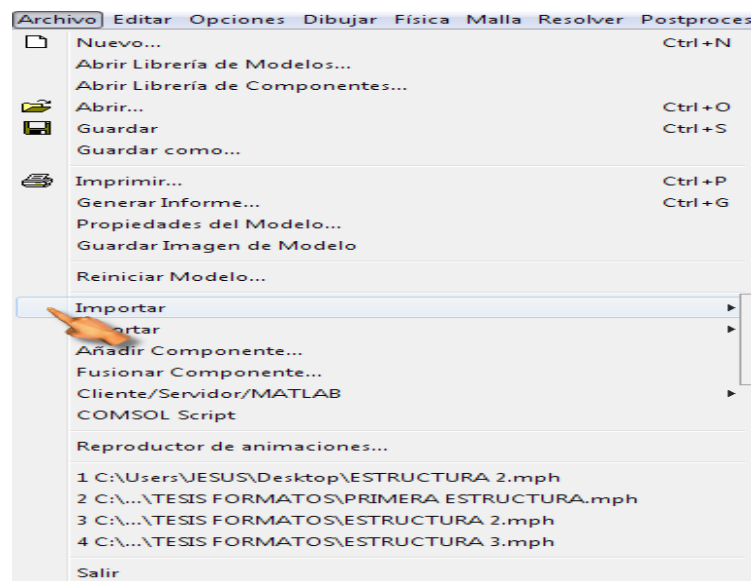 Archivo Editar Opciones Dibujar Física Malla Resolver Postproces
Nuevo... Ctrl+N
Abrir Librería de Modelos...
Abrir Librería de Componentes...
Abrir... Ctrl+O
Guardar Ctrl+S
Guardar como...
Imprimir... Ctrl+P
Generar Informe... Ctrl+G
Propiedades del Modelo...
Guardar Imagen de Modelo
Reiniciar Modelo...
Importar
ortar
Añadir Componente...
Fusionar Componente...
Cliente/Servidor/MATLAB
COMSOL Script
Reproductor de animaciones...
1 C:\Users\JESUS\Desktop\ESTRUCTURA 2.mph
2 C:\...\TESIS FORMATOS\PRIMERA ESTRUCTURA.mph
3 C:\...\TESIS FORMATOS\ESTRUCTURA 2.mph
4 C:\...\TESIS FORMATOS\ESTRUCTURA 3.mph
Salir